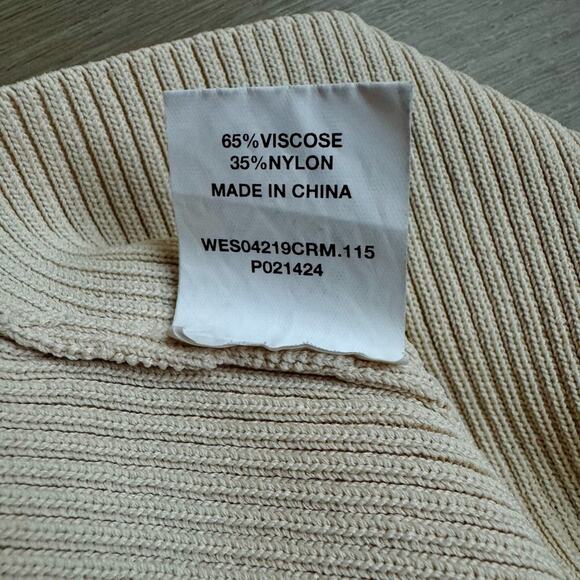 65%VISCOSE
35%NYLON
MADE IN CHINA
WES04219CRM.115
P021424